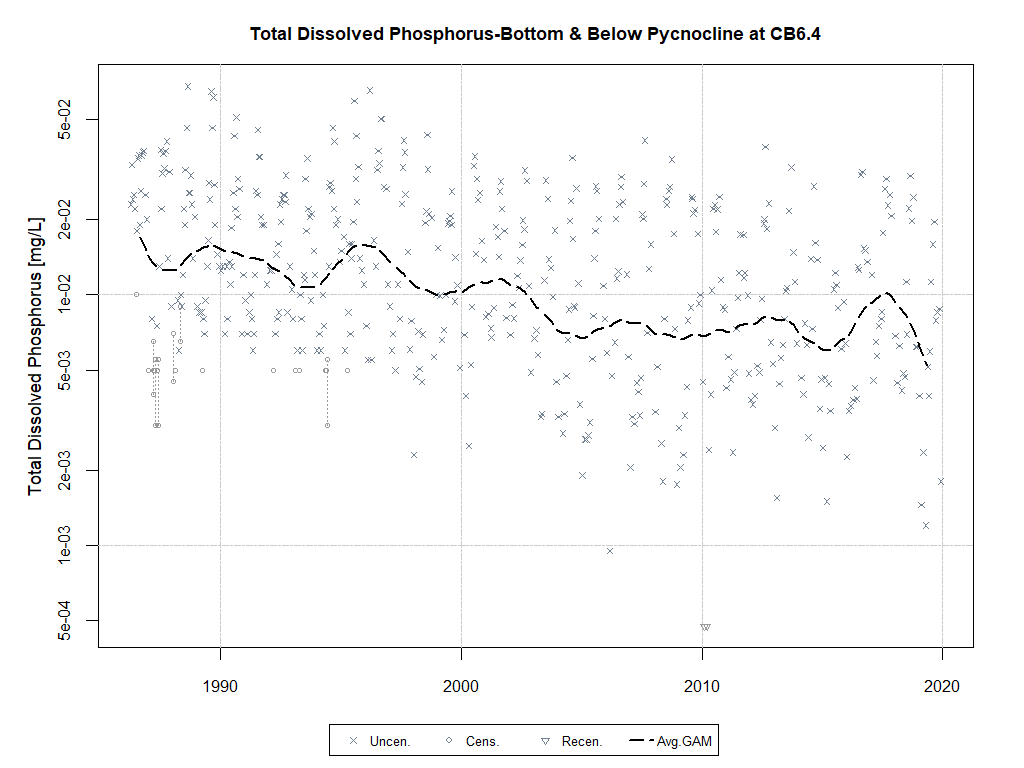 Total Dissolved Phosphorus-Bottom & Below Pycnocline at CB6.4
Total Dissolved Phosphorus [mg/L]
5e-02
2e-02
1e-02
5e-03
2e-03
1e-03
5e-04
1990 2000 2010 2020
Uncen. Cens. Recen. Avg.GAM